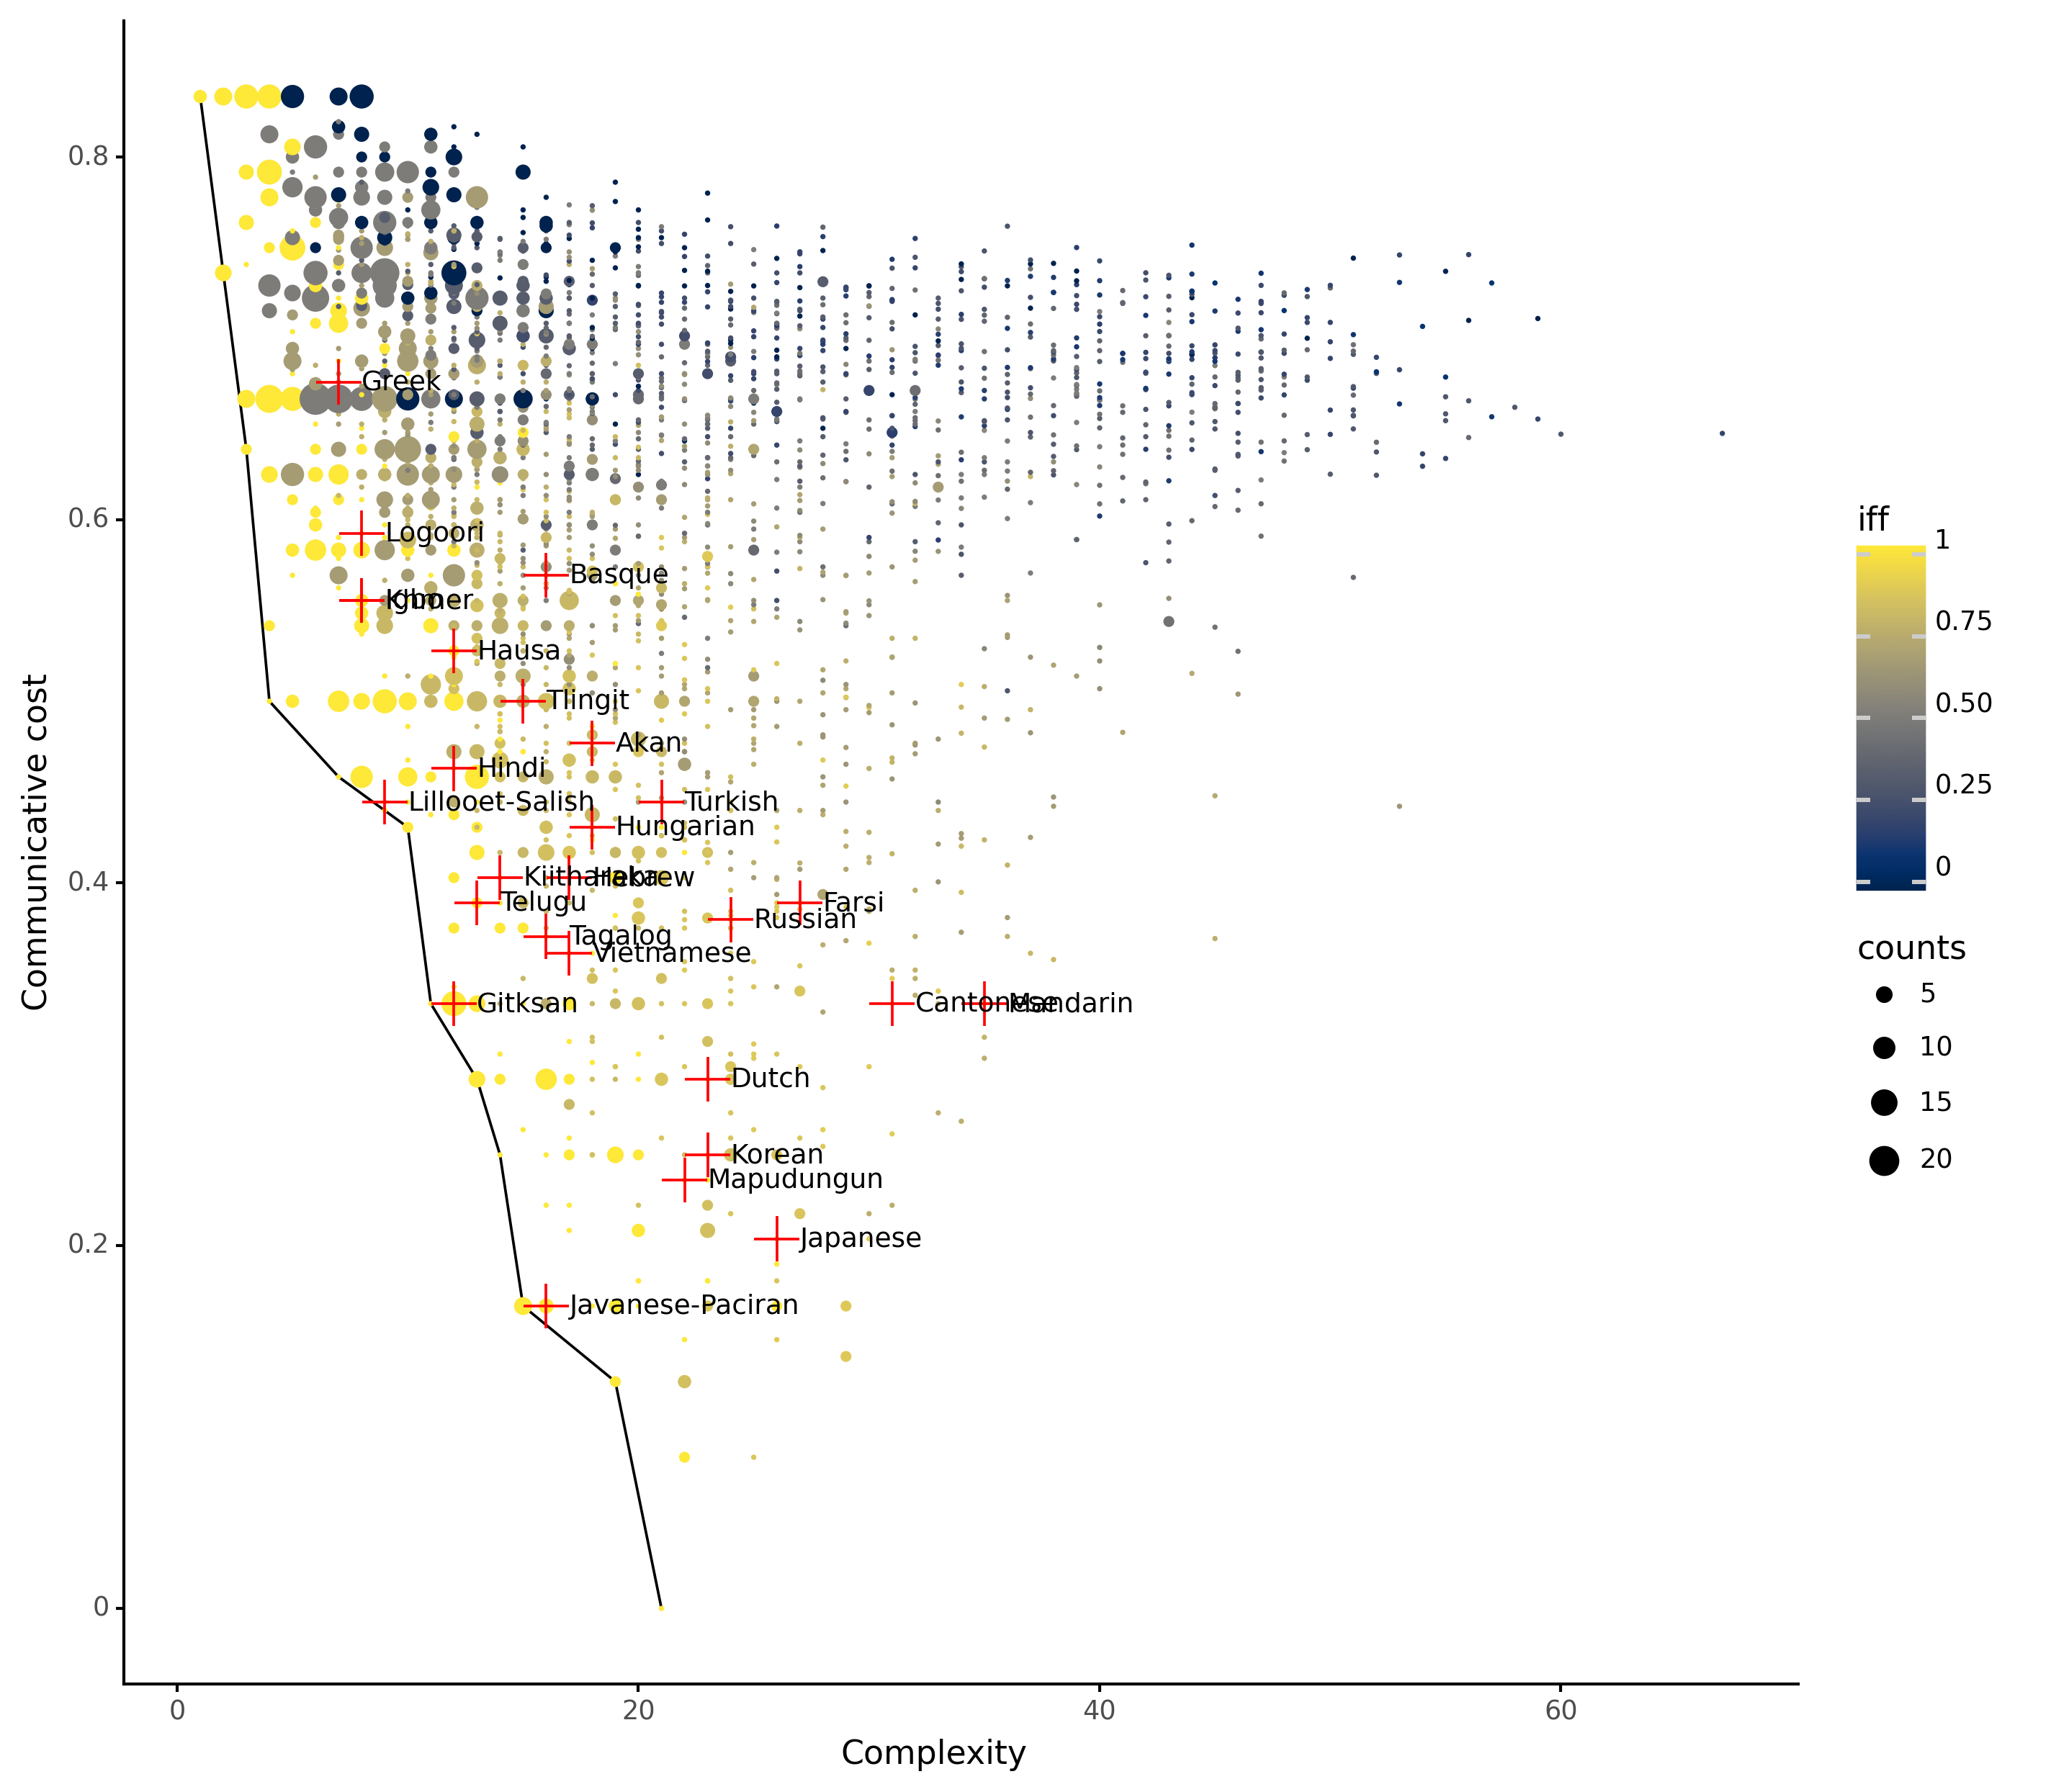 Communicative cost
0.8
0.6
0.4
0.2
0
0
20
40
60
Complexity
Greek
Logoori
Basque
Khmer
Hausa
Tlingit
Akan
Hindi
Lillooet-Salish
Turkish
Hungarian
Kiitharaka
Hebrew
Telugu
Farsi
Russian
Tagalog
Vietnamese
Gitksan
Cantonese
Mandarin
Dutch
Korean
Mapudungun
Japanese
Javanese-Paciran
iff
1
0.75
0.50
0.25
0
counts
5
10
15
20